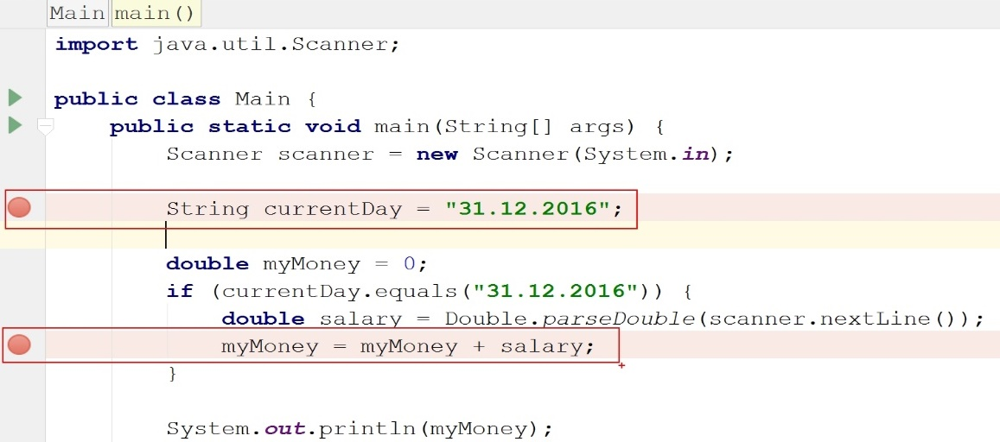 Main main()
import java.util.Scanner;
public class Main {
public static void main(String[] args) {
Scanner scanner = new Scanner(System.in);
String currentDay = "31.12.2016";
double myMoney = 0;
if (currentDay.equals("31.12.2016")) {
double salary = Double.parseDouble(scanner.nextLine());
myMoney = myMoney + salary;
}
System.out.println(myMoney);